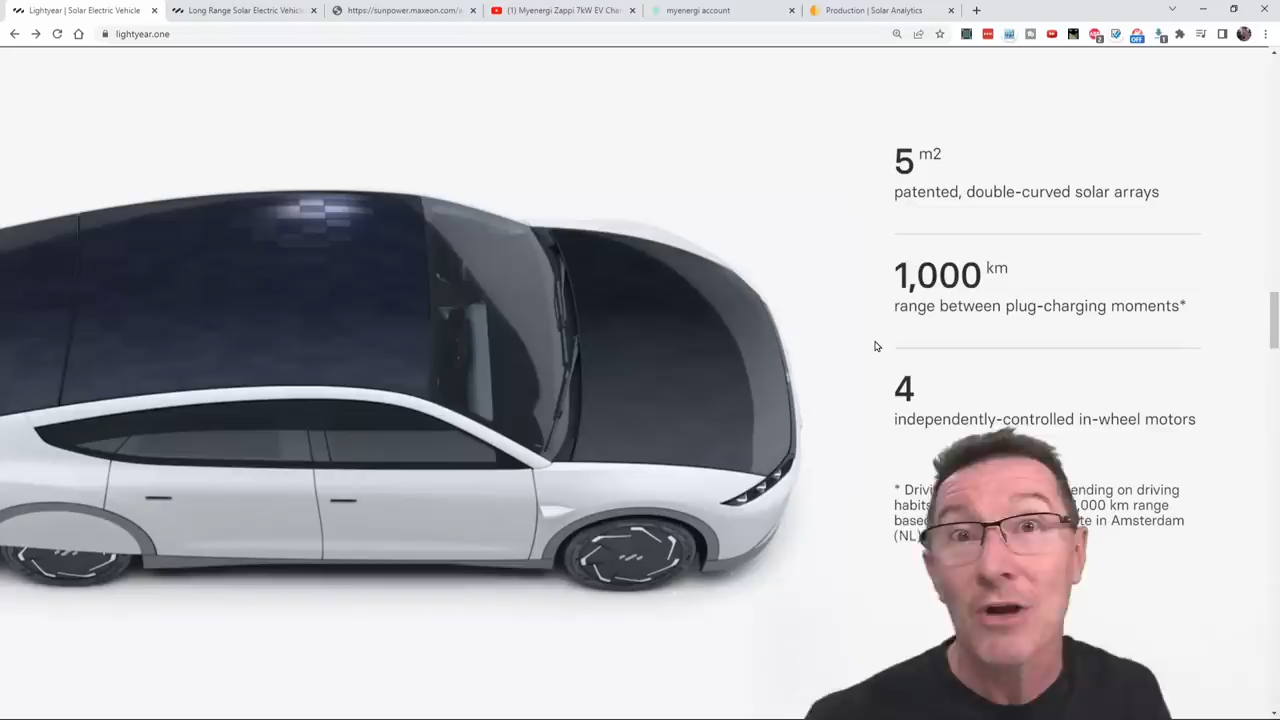 Lightyear | Solar Electric Vehicle
Long Range Solar Electric Vehicle
https://sunpower.maxeon.com/
(1) Myenergi Zappi 7kW EV Cha
myenergi account
Production | Solar Analytics
lightyear.one
5 m2
patented, double-curved solar arrays
1,000 km
range between plug-charging moments*
4
independently-controlled in-wheel motors
* Driv ending on driving
habits ,000 km range
base te in Amsterdam
(NL)